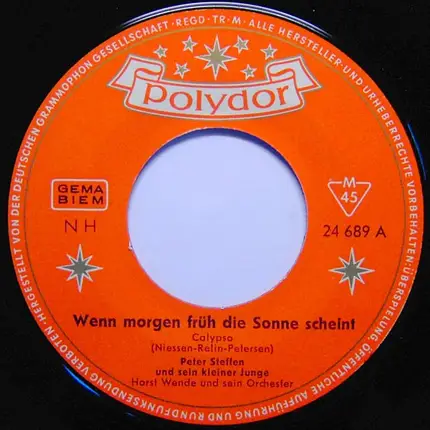 HERGESTELLT VON DER DEUTSCHEN GRAMMOPHON GESELLSCHAFT · REGD·TR·M · ALLE HERSTELLER- UND URHEBERRECHTE VORBEHALTEN · ÜBERSPIELUNG, ÖFFENTLICHE AUFFÜHRUNG UND RUNDFUNKSENDUNG VERBOTEN ·
Polydor
GEMA
BIEM
NH
M
45
24 689 A
Wenn morgen früh die Sonne scheint
Calypso
(Niessen-Ralin-Petersen)
Peter Steffen
und sein kleiner Junge
Horst Wende und sein Orchester